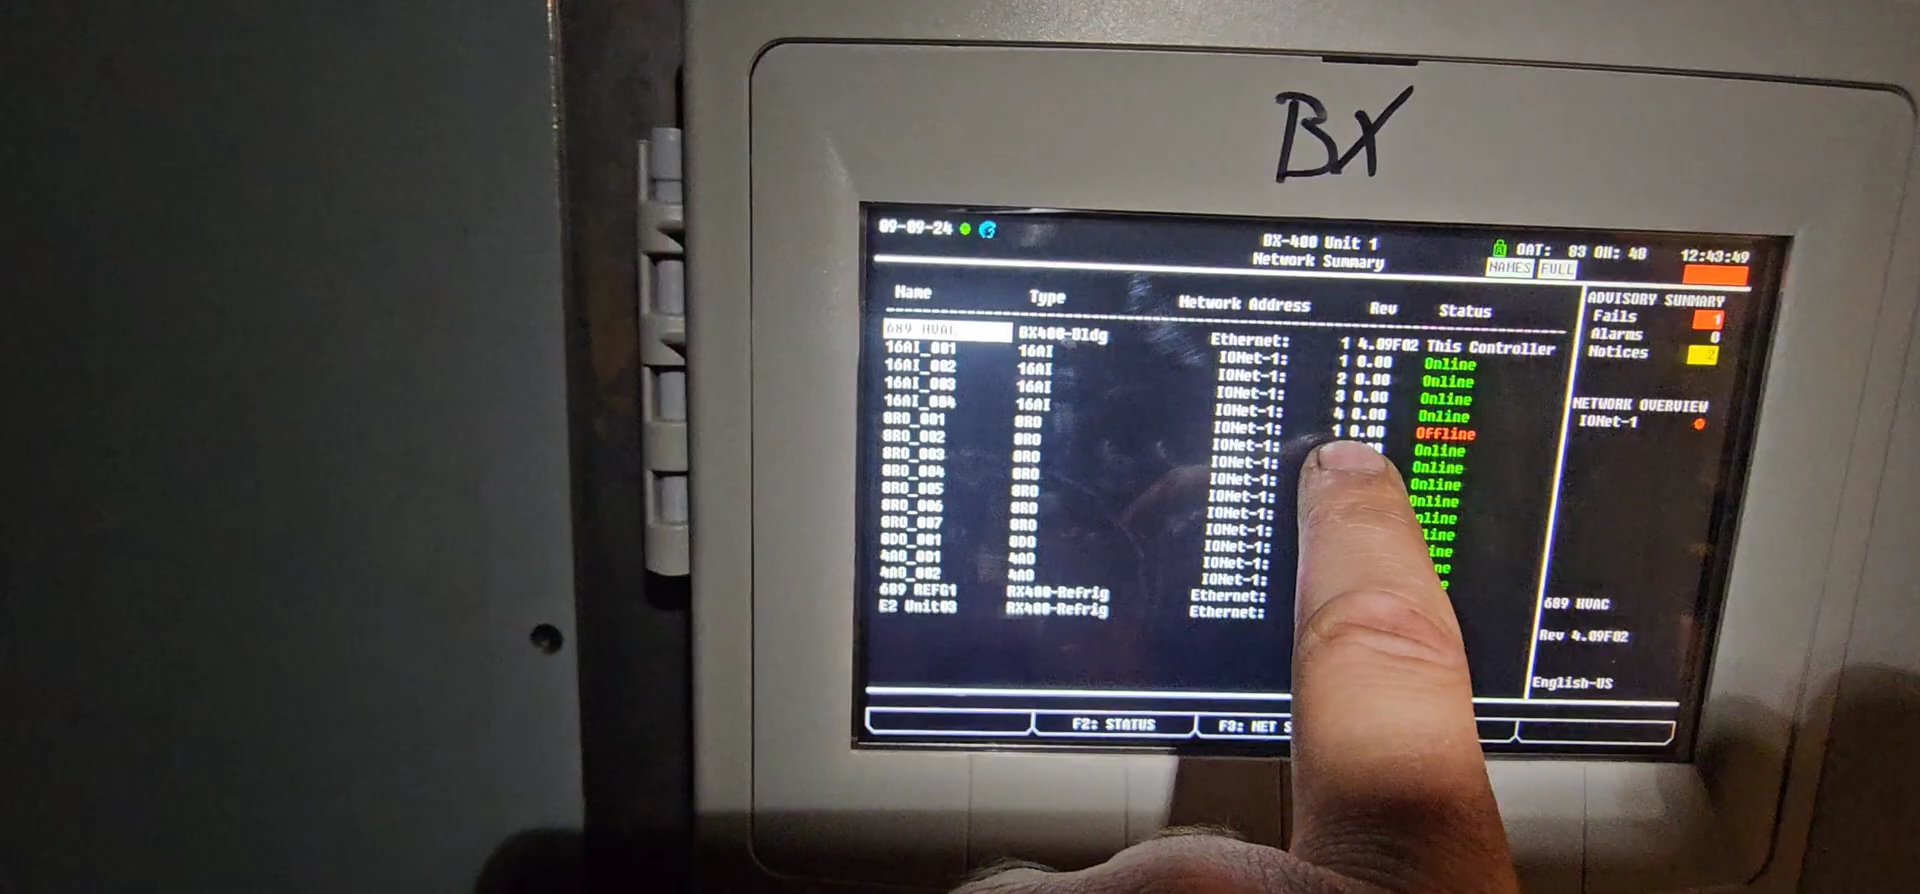 BX
09-09-24
BX-400 Unit 1
OAT: 83 OH: 48
12:43:49
Network Summary
NAMES FULL
Name Type Network Address Rev Status
689 HVAC BX400-Bldg Ethernet: 1 4.09F02 This Controller
16AI_001 16AI IONet-1: 1 0.00 Online
16AI_002 16AI IONet-1: 2 0.00 Online
16AI_003 16AI IONet-1: 3 0.00 Online
16AI_004 16AI IONet-1: 4 0.00 Online
8RO_001 8RO IONet-1: 1 0.00 Offline
8RO_002 8RO IONet-1: Online
8RO_003 8RO IONet-1: Online
8RO_004 8RO IONet-1: Online
8RO_005 8RO IONet-1: Online
8RO_006 8RO IONet-1: nline
8RO_007 8RO IONet-1: line
8DO_001 8DO IONet-1: ine
4AO_001 4AO IONet-1: ne
4AO_002 4AO IONet-1: e
689 REFG1 RX400-Refrig Ethernet:
E2 Unit03 RX400-Refrig Ethernet:
ADVISORY SUMMARY
Fails 1
Alarms 0
Notices 2
NETWORK OVERVIEW
IONet-1
689 HVAC
Rev 4.09F02
English-US
F2: STATUS F3: NET S